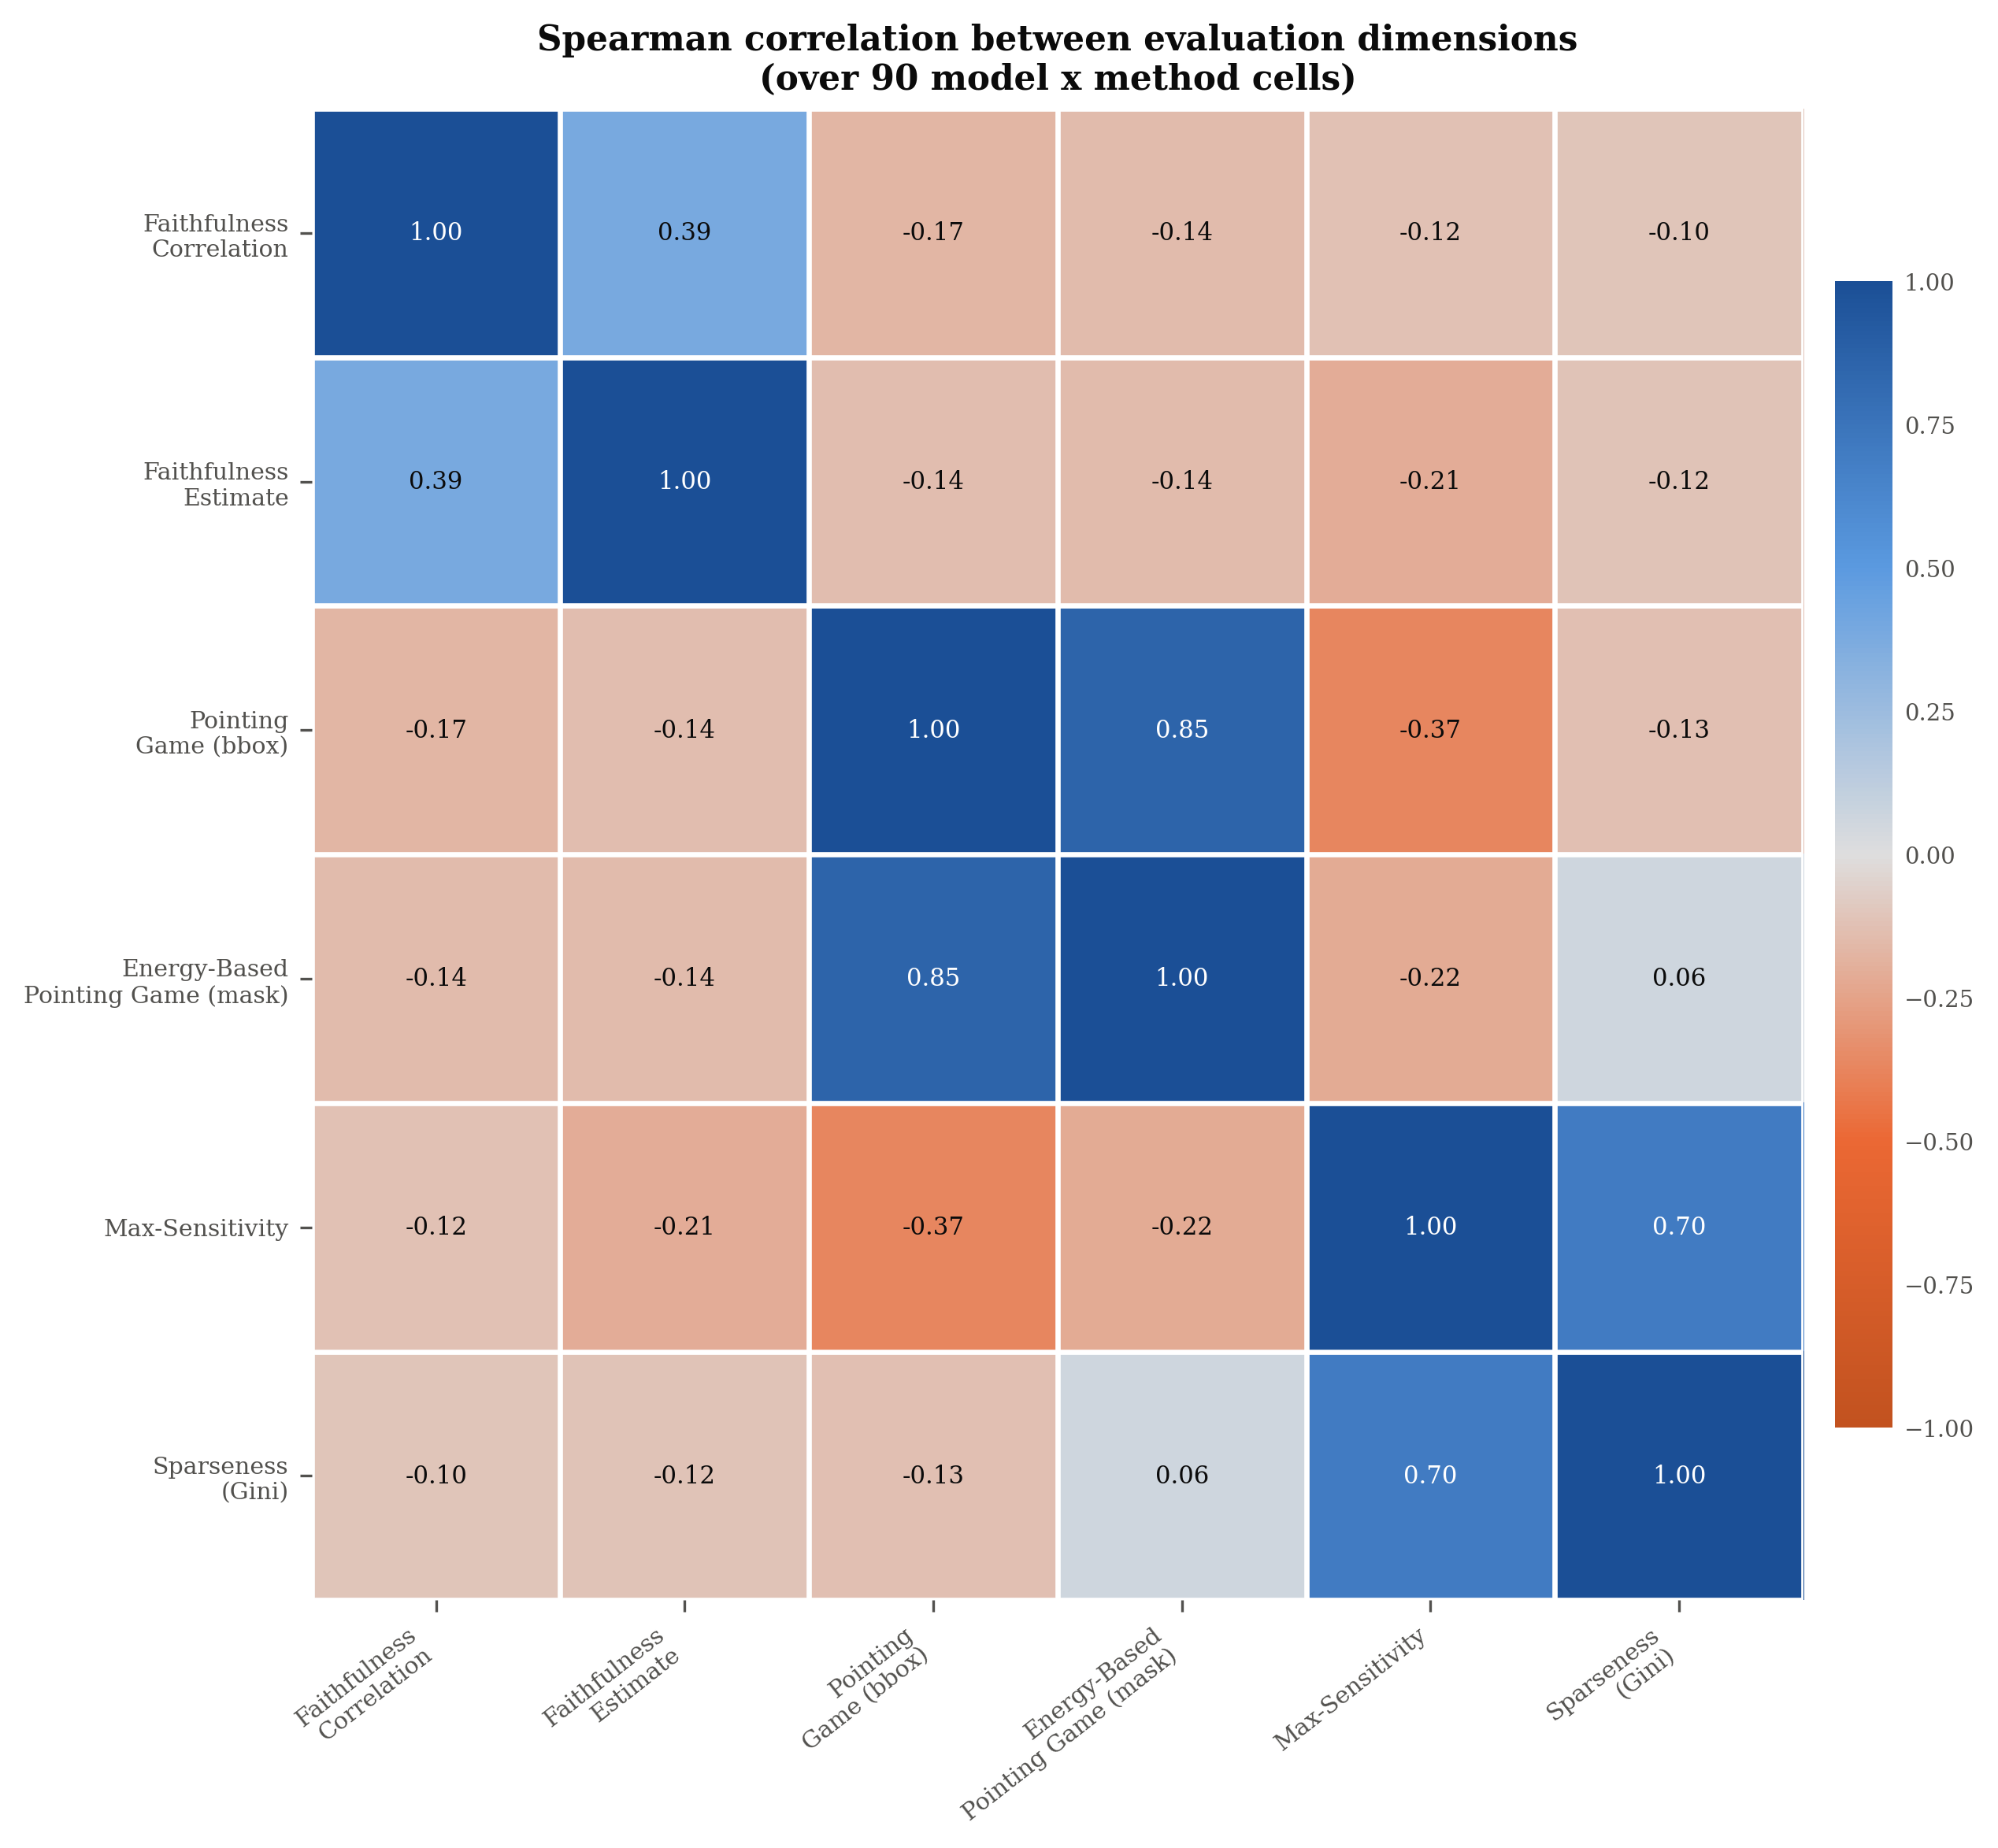 Spearman correlation between evaluation dimensions
(over 90 model x method cells)
Faithfulness
Correlation
1.00 0.39 -0.17 -0.14 -0.12 -0.10
Faithfulness
Estimate
0.39 1.00 -0.14 -0.14 -0.21 -0.12
Pointing
Game (bbox)
-0.17 -0.14 1.00 0.85 -0.37 -0.13
Energy-Based
Pointing Game (mask)
-0.14 -0.14 0.85 1.00 -0.22 0.06
Max-Sensitivity
-0.12 -0.21 -0.37 -0.22 1.00 0.70
Sparseness
(Gini)
-0.10 -0.12 -0.13 0.06 0.70 1.00
Faithfulness
Correlation
Faithfulness
Estimate
Pointing
Game (bbox)
Energy-Based
Pointing Game (mask)
Max-Sensitivity
Sparseness
(Gini)
1.00
0.75
0.50
0.25
0.00
−0.25
−0.50
−0.75
−1.00